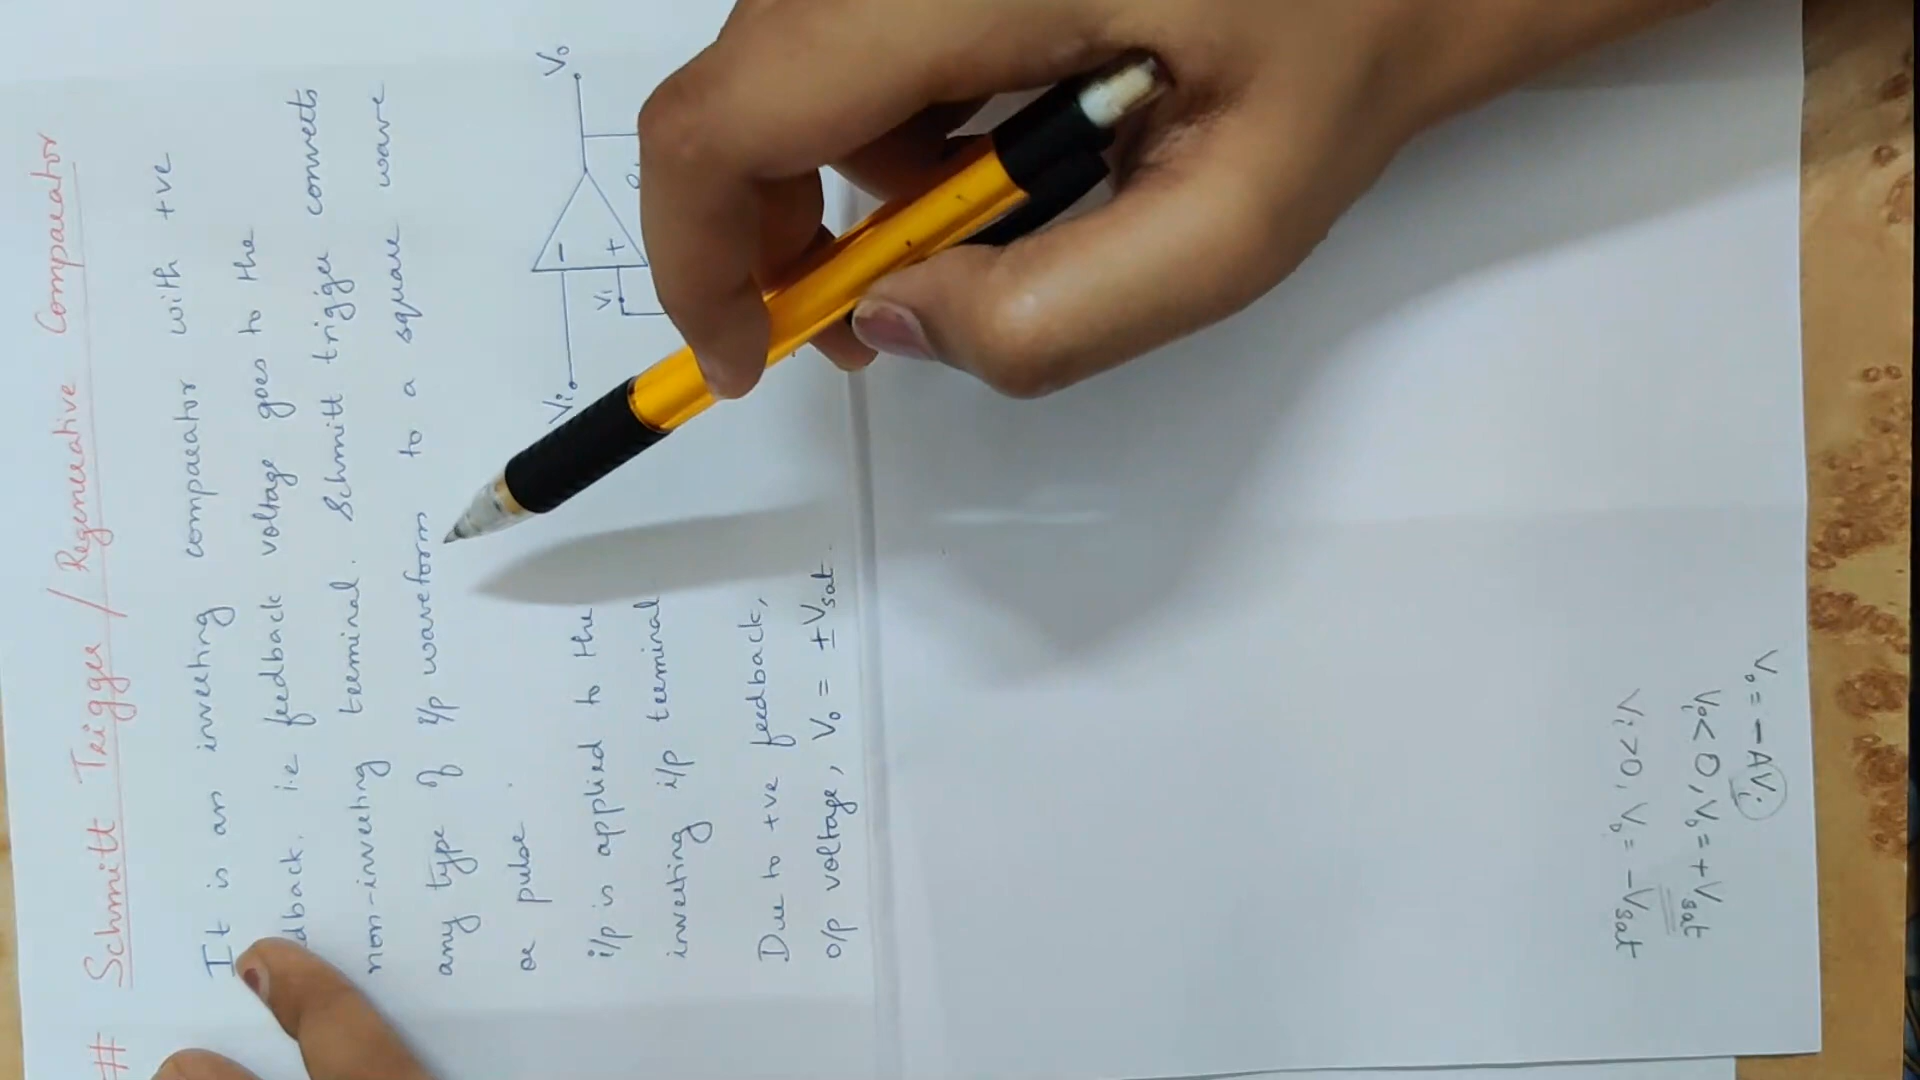 # Schmitt Trigger / Regenerative Comparator
It is an inverting comparator with +ve
dback. i.e feedback voltage goes to the
non-inverting terminal. Schmitt trigger converts
any type of i/p waveform to a square wave
or pulse.
i/p is applied to the
inverting i/p terminal
Due to +ve feedback,
o/p voltage, V₀ = ±Vsat.
Vi
V₀
-
+
V₁
Vi>0, V₀ = -Vsat
Vi<0, V₀ = +Vsat
V₀ = -AVi